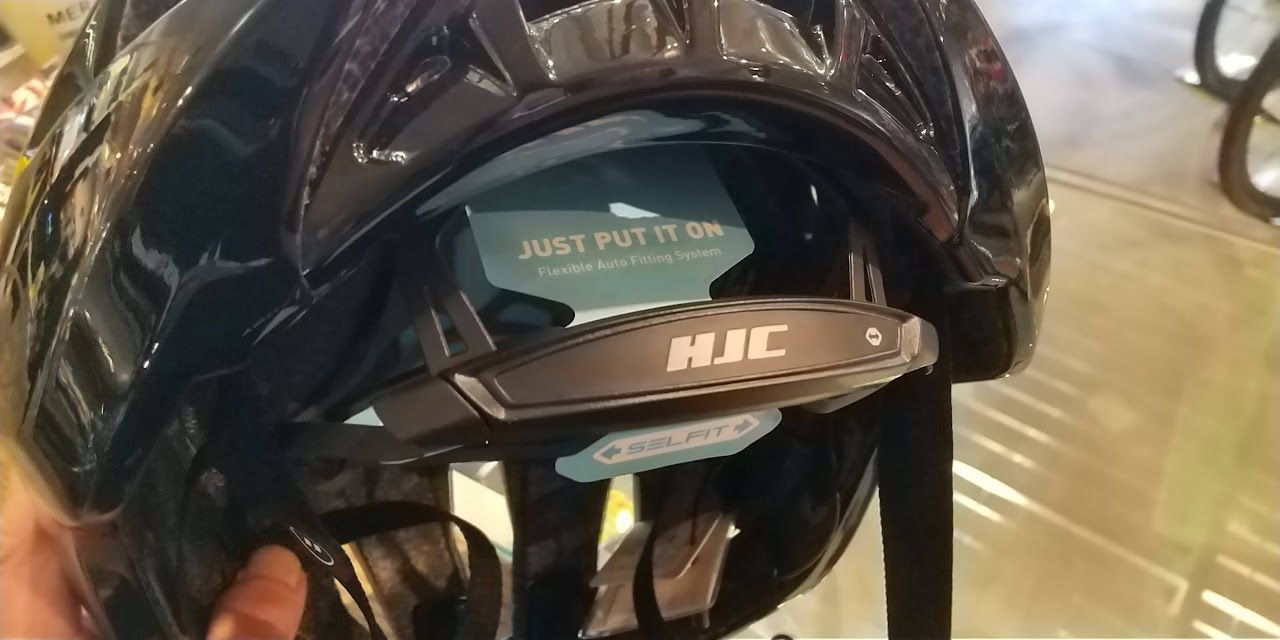 JUST PUT IT ON
Flexible Auto Fitting System
HJC
SELFIT